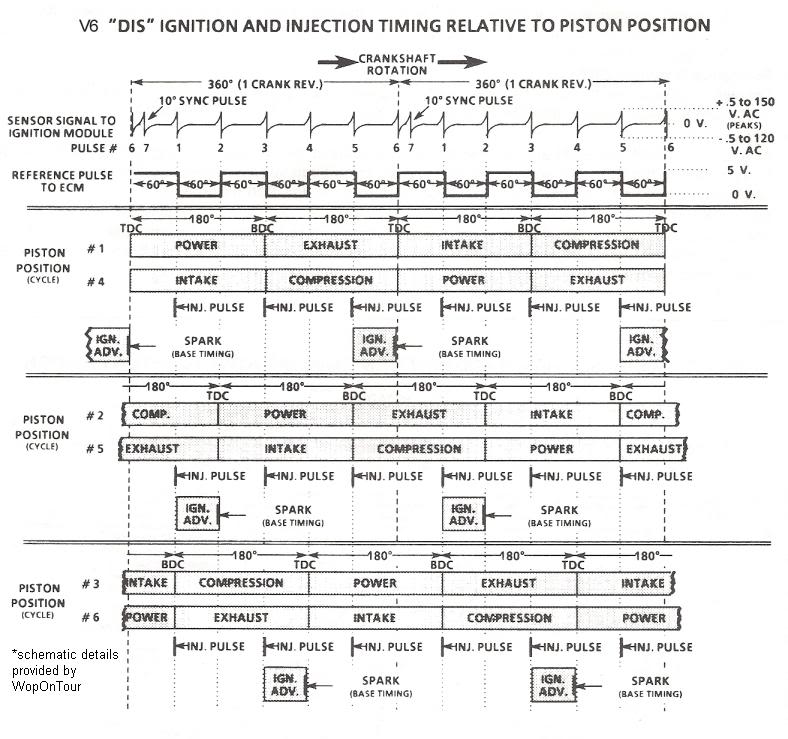 V6 "DIS" IGNITION AND INJECTION TIMING RELATIVE TO PISTON POSITION
CRANKSHAFT
ROTATION
360° (1 CRANK REV.) 360° (1 CRANK REV.)
10° SYNC PULSE 10° SYNC PULSE
SENSOR SIGNAL TO
IGNITION MODULE
+ .5 to 150
V. AC
(PEAKS)
0 V.
- .5 to 120
V. AC
PULSE # 6 7 1 2 3 4 5 6 7 1 2 3 4 5 6
REFERENCE PULSE
TO ECM
60° 60° 60° 60° 60° 60° 60° 60° 60° 60° 60° 60°
5 V.
0 V.
180° 180° 180° 180°
TDC BDC TDC BDC TDC
PISTON
POSITION
(CYCLE)
# 1 POWER EXHAUST INTAKE COMPRESSION
# 4 INTAKE COMPRESSION POWER EXHAUST
INJ. PULSE INJ. PULSE INJ. PULSE INJ. PULSE INJ. PULSE INJ. PULSE
IGN.
ADV.
SPARK
(BASE TIMING)
IGN.
ADV.
SPARK
(BASE TIMING)
IGN.
ADV.
180° 180° 180° 180° 180°
TDC BDC TDC BDC
PISTON
POSITION
(CYCLE)
# 2 COMP. POWER EXHAUST INTAKE COMP.
# 5 EXHAUST INTAKE COMPRESSION POWER EXHAUST
INJ. PULSE INJ. PULSE INJ. PULSE INJ. PULSE INJ. PULSE INJ. PULSE
IGN.
ADV.
SPARK
(BASE TIMING)
IGN.
ADV.
SPARK
(BASE TIMING)
180° 180° 180° 180°
BDC TDC BDC TDC
PISTON
POSITION
(CYCLE)
# 3 INTAKE COMPRESSION POWER EXHAUST INTAKE
# 6 POWER EXHAUST INTAKE COMPRESSION POWER
INJ. PULSE INJ. PULSE INJ. PULSE INJ. PULSE INJ. PULSE INJ. PULSE
IGN.
ADV.
SPARK
(BASE TIMING)
IGN.
ADV.
SPARK
(BASE TIMING)
*schematic details
provided by
WopOnTour